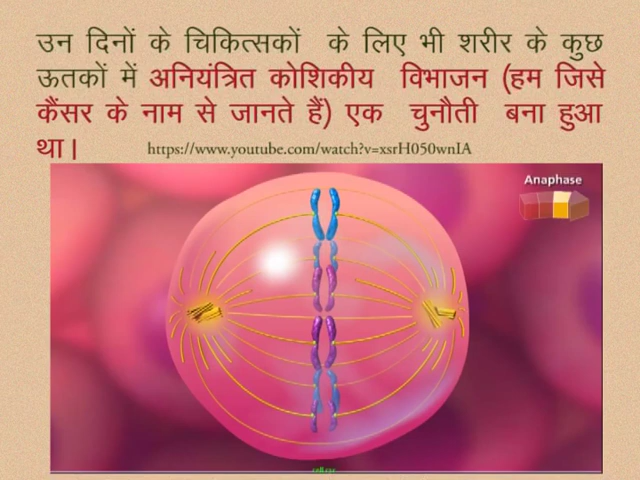 उन दिनों के चिकित्सकों के लिए भी शरीर के कुछ
ऊतकों में अनियंत्रित कोशिकीय विभाजन (हम जिसे
कैंसर के नाम से जानते हैं) एक चुनौती बना हुआ
था।
https://www.youtube.com/watch?v=xsrH050wnIA
Anaphase